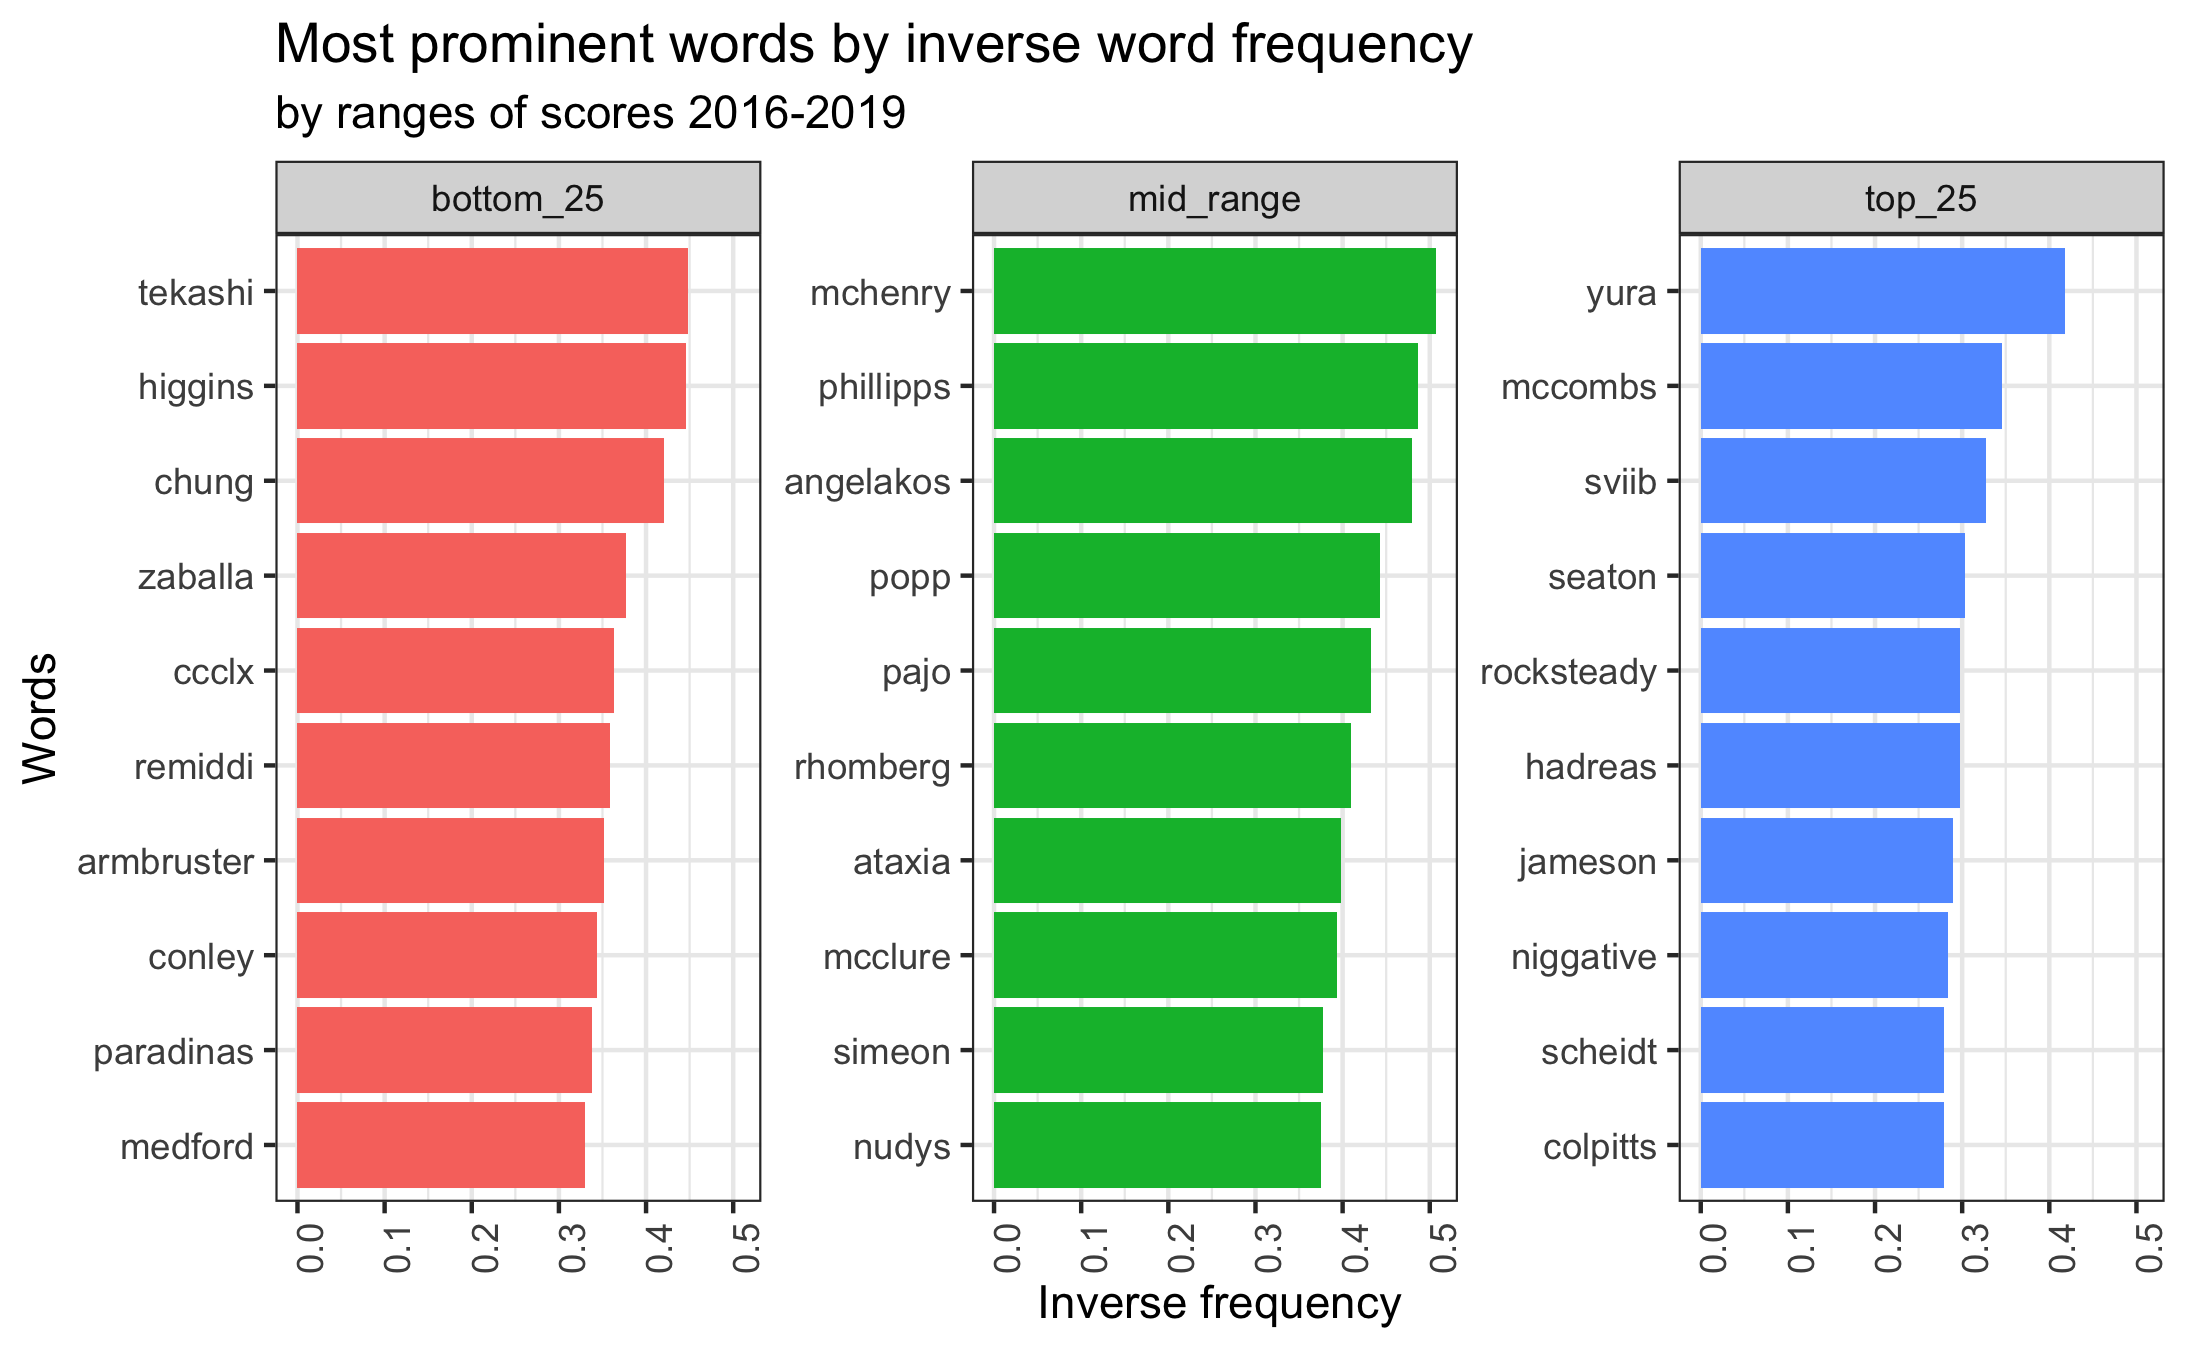 Most prominent words by inverse word frequency
by ranges of scores 2016-2019
bottom_25
mid_range
top_25
Words
tekashi
higgins
chung
zaballa
ccclx
remiddi
armbruster
conley
paradinas
medford
0.0
0.1
0.2
0.3
0.4
0.5
mchenry
phillipps
angelakos
popp
pajo
rhomberg
ataxia
mcclure
simeon
nudys
0.0
0.1
0.2
0.3
0.4
0.5
yura
mccombs
sviib
seaton
rocksteady
hadreas
jameson
niggative
scheidt
colpitts
0.0
0.1
0.2
0.3
0.4
0.5
Inverse frequency